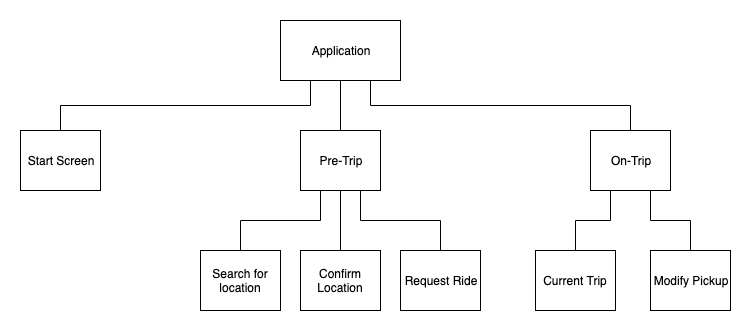 Application
Start Screen
Pre-Trip
On-Trip
Search for
location
Confirm
Location
Request Ride
Current Trip
Modify Pickup